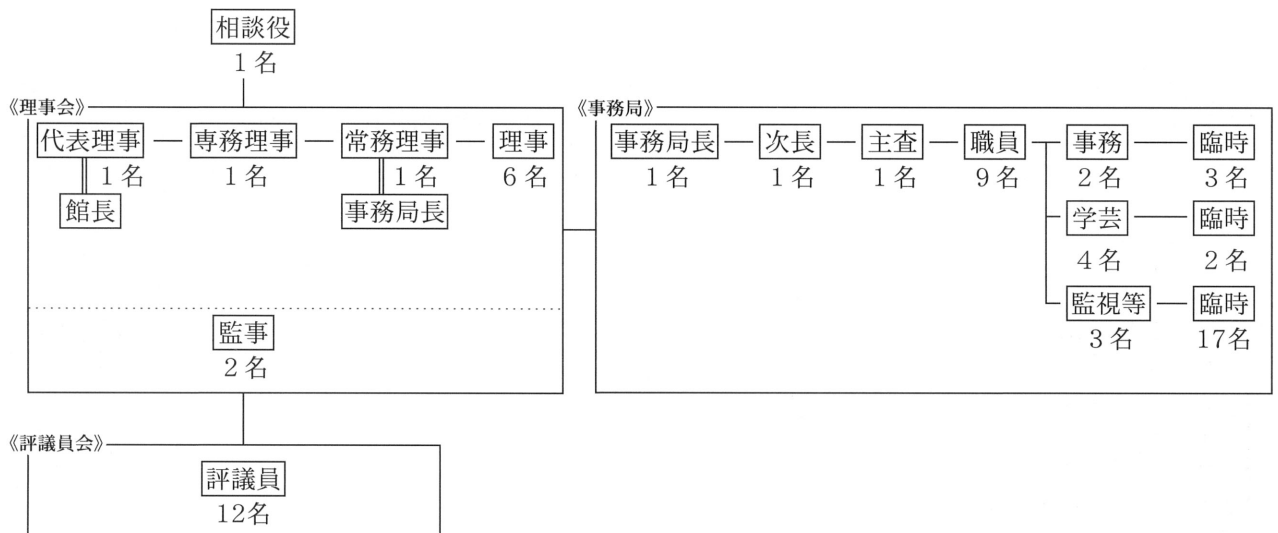 相談役
1名
《理事会》
代表理事 専務理事 常務理事 理事
1名 1名 1名 6名
館長 事務局長
監事
2名
《事務局》
事務局長 次長 主査 職員 事務 臨時
1名 1名 1名 9名 2名 3名
学芸 臨時
4名 2名
監視等 臨時
3名 17名
《評議員会》
評議員
12名